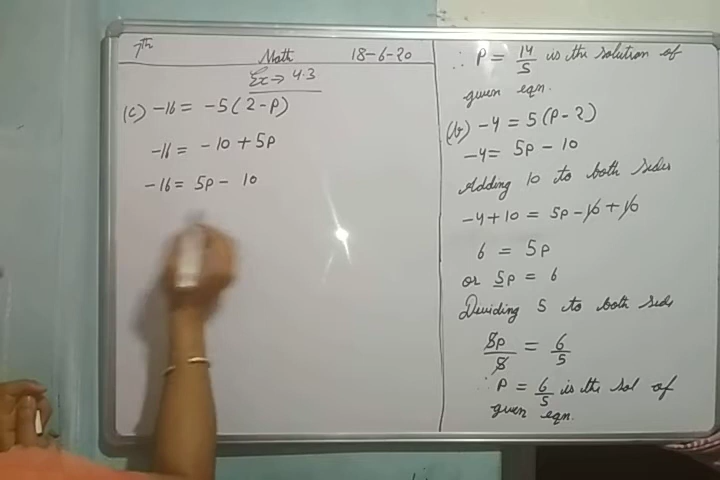 7th Math 18-6-20
Ex → 4.3
(c) -16 = -5(2-P)
-16 = -10 + 5P
-16 = 5P - 10
∴ P = 14/5 is the solution of
given eqn.
(b) -4 = 5(P-2)
-4 = 5P - 10
Adding 10 to both sides
-4+10 = 5P - 10 + 10
6 = 5P
or 5P = 6
Dividing 5 to both side
5P/5 = 6/5
∴ P = 6/5 is the sol of
given eqn.